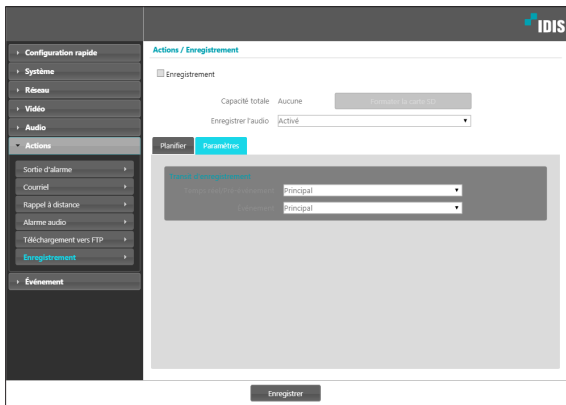 IDIS
Configuration rapide
Système
Réseau
Vidéo
Audio
Actions
Sortie d'alarme
Courriel
Rappel à distance
Alarme audio
Téléchargement vers FTP
Enregistrement
Événement
Actions / Enregistrement
Enregistrement
Capacité totale Aucune Formater la carte SD
Enregistrer l'audio Activé
Planifier Paramètres
d'enregistrement
Principal
Événement Principal
Enregistrer